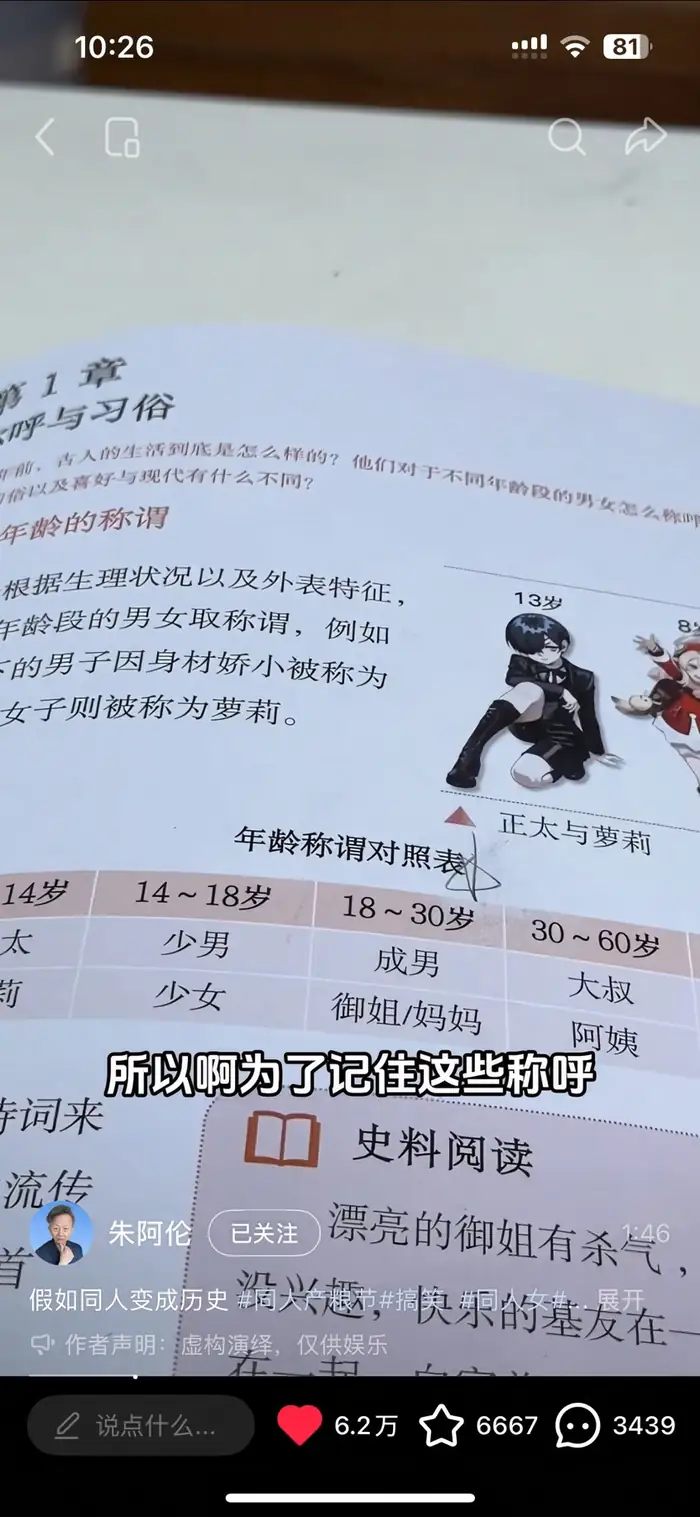 10:26
81
第 1 章
呼与习俗
年前，古人的生活到底是怎么样的？他们对于不同年龄段的男女怎么称呼
俗以及喜好与现代有什么不同？
年龄的称谓
根据生理状况以及外表特征，
年龄段的男女取称谓，例如
下的男子因身材娇小被称为
女子则被称为萝莉。
13岁
8岁
正太与萝莉
年龄称谓对照表
14岁 14～18岁 18～30岁 30～60岁
太 少男 成男 大叔
莉 少女 御姐/妈妈 阿姨
所以啊为了记住这些称呼
诗词来
流传
首
史料阅读
漂亮的御姐有杀气，
没兴趣，快乐的基友在一
在一起，
朱阿伦 已关注
1:46
假如同人变成历史 #同人产粮节#搞笑 #同人女#... 展开
作者声明：虚构演绎，仅供娱乐
说点什么... 6.2万 6667 3439